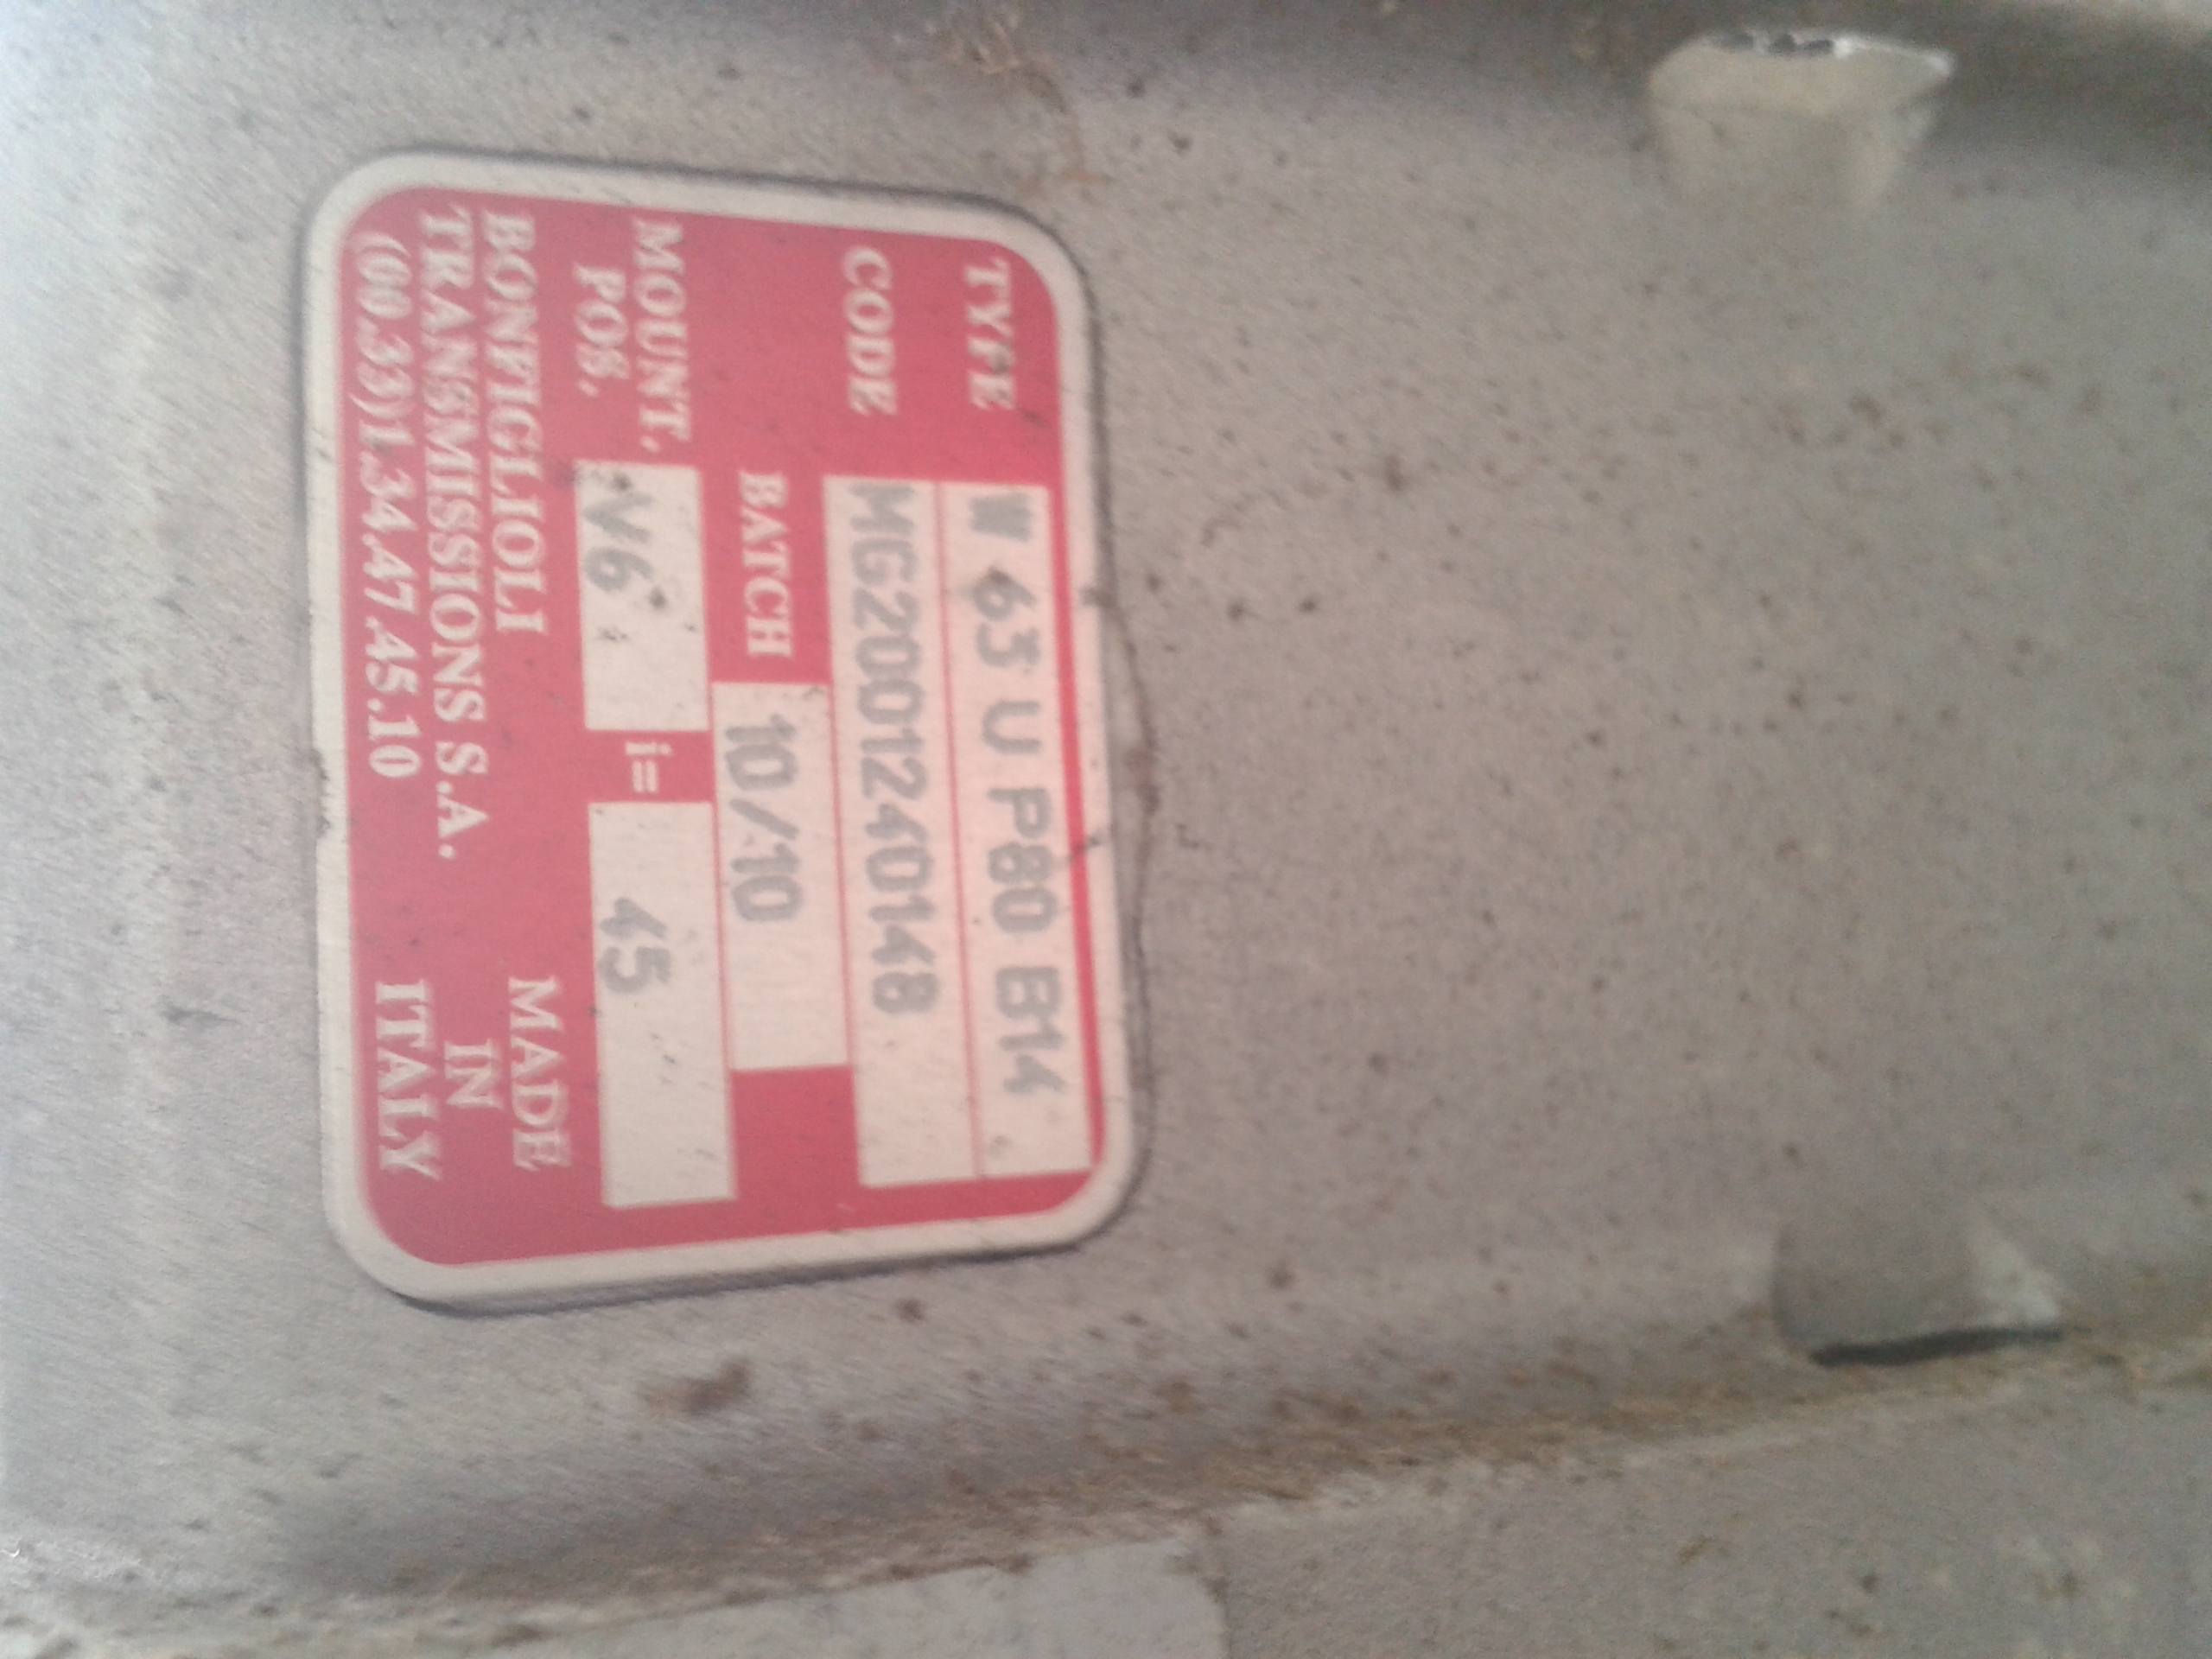 TYPE W 63 U P80 B14
CODE MG2001240148
BATCH 10/10
MOUNT. POS. V6 i= 45
BONFIGLIOLI
TRANSMISSIONS S.A.
(00.33)1.34.47.45.10
MADE
IN
ITALY